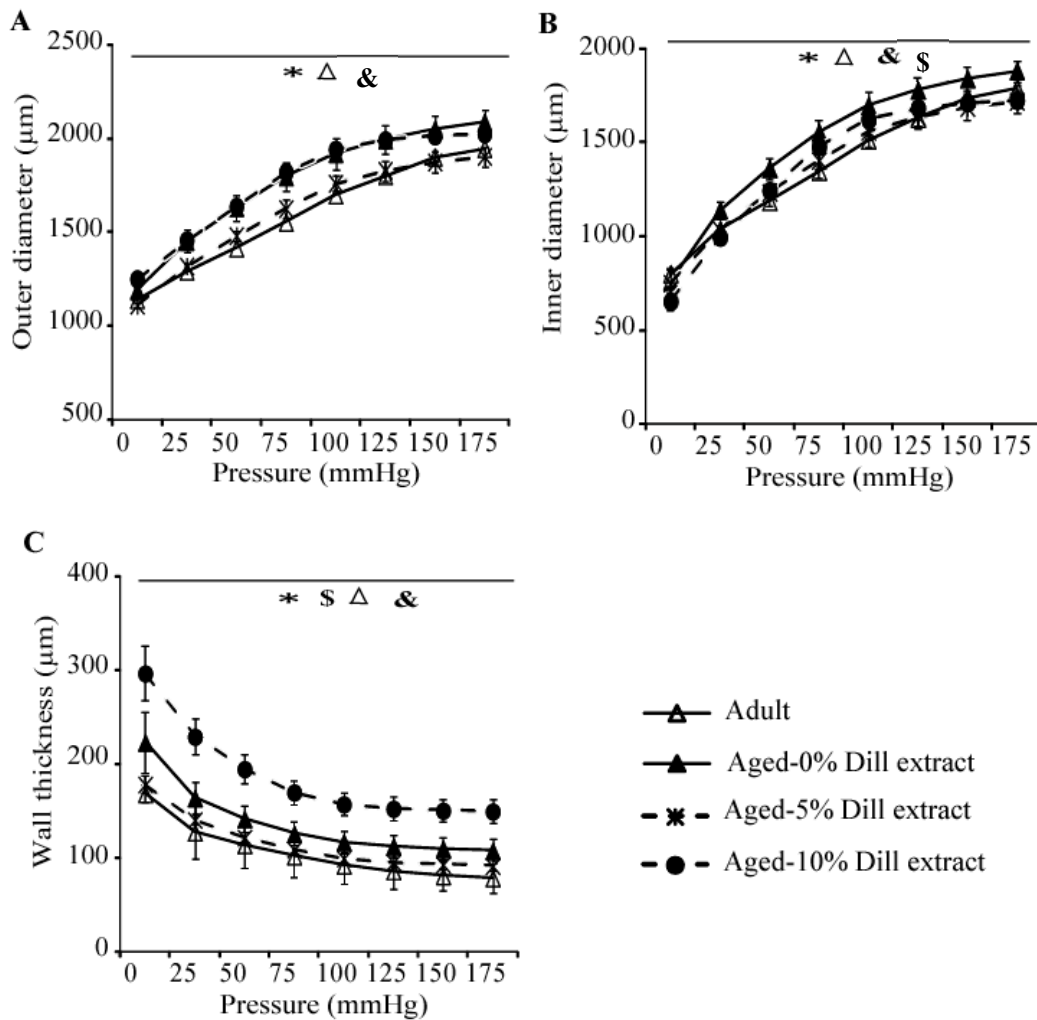 A
2500
2000
1500
1000
500
* △ &
Outer diameter (µm)
0 25 50 75 100 125 150 175
Pressure (mmHg)
B
2000
1500
1000
500
0
* △ & $
Inner diameter (µm)
0 25 50 75 100 125 150 175
Pressure (mmHg)
C
400
300
200
100
0
* $ △ &
Wall thickness (µm)
0 25 50 75 100 125 150 175
Pressure (mmHg)
Adult
Aged-0% Dill extract
Aged-5% Dill extract
Aged-10% Dill extract